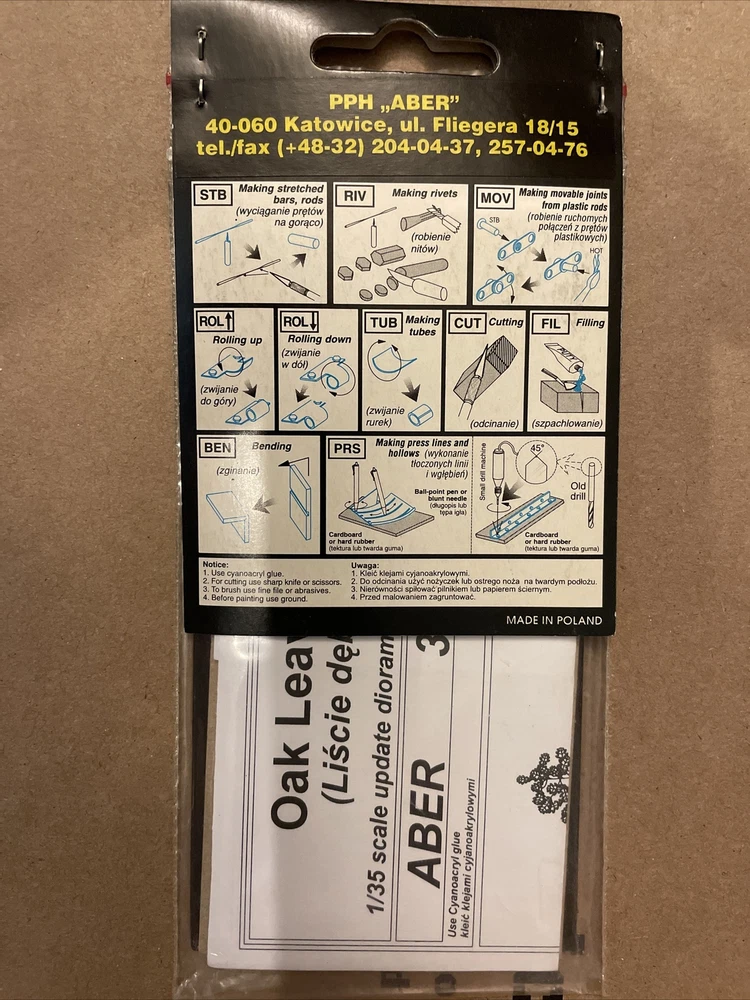 PPH „ABER”
40-060 Katowice, ul. Fliegera 18/15
tel./fax (+48-32) 204-04-37, 257-04-76
STB
Making stretched
bars, rods
(wyciąganie prętów
na gorąco)
RIV
Making rivets
(robienie
nitów)
MOV
Making movable joints
from plastic rods
(robienie ruchomych
połączeń z prętów
plastikowych)
STB
HOT
ROL↑
Rolling up
(zwijanie
do góry)
ROL↓
Rolling down
(zwijanie
w dół)
TUB
Making
tubes
(zwijanie
rurek)
CUT
Cutting
(odcinanie)
FIL
Filling
(szpachlowanie)
BEN
Bending
(zginanie)
PRS
Making press lines and
hollows (wykonanie
tłoczonych linii
i wgłębień)
Ball-point pen or
blunt needle
(długopis lub
tępa igła)
Cardboard
or hard rubber
(tektura lub twarda guma)
Small drill machine
45°
Old
drill
Cardboard
or hard rubber
(tektura lub twarda guma)
Notice:
1. Use cyanoacryl glue.
2. For cutting use sharp knife or scissors.
3. To brush use fine file or abrasives.
4. Before painting use ground.
Uwaga:
1. Kleić klejami cyjanoakrylowymi.
2. Do odcinania użyć nożyczek lub ostrego noża na twardym podłożu.
3. Nierówności spiłować pilnikiem lub papierem ściernym.
4. Przed malowaniem zagruntować.
MADE IN POLAND
Oak Lea
(Liście dę
1/35 scale update dioram
ABER 3
Use Cyanoacryl glue
kleić klejami cyjanoakrylowymi